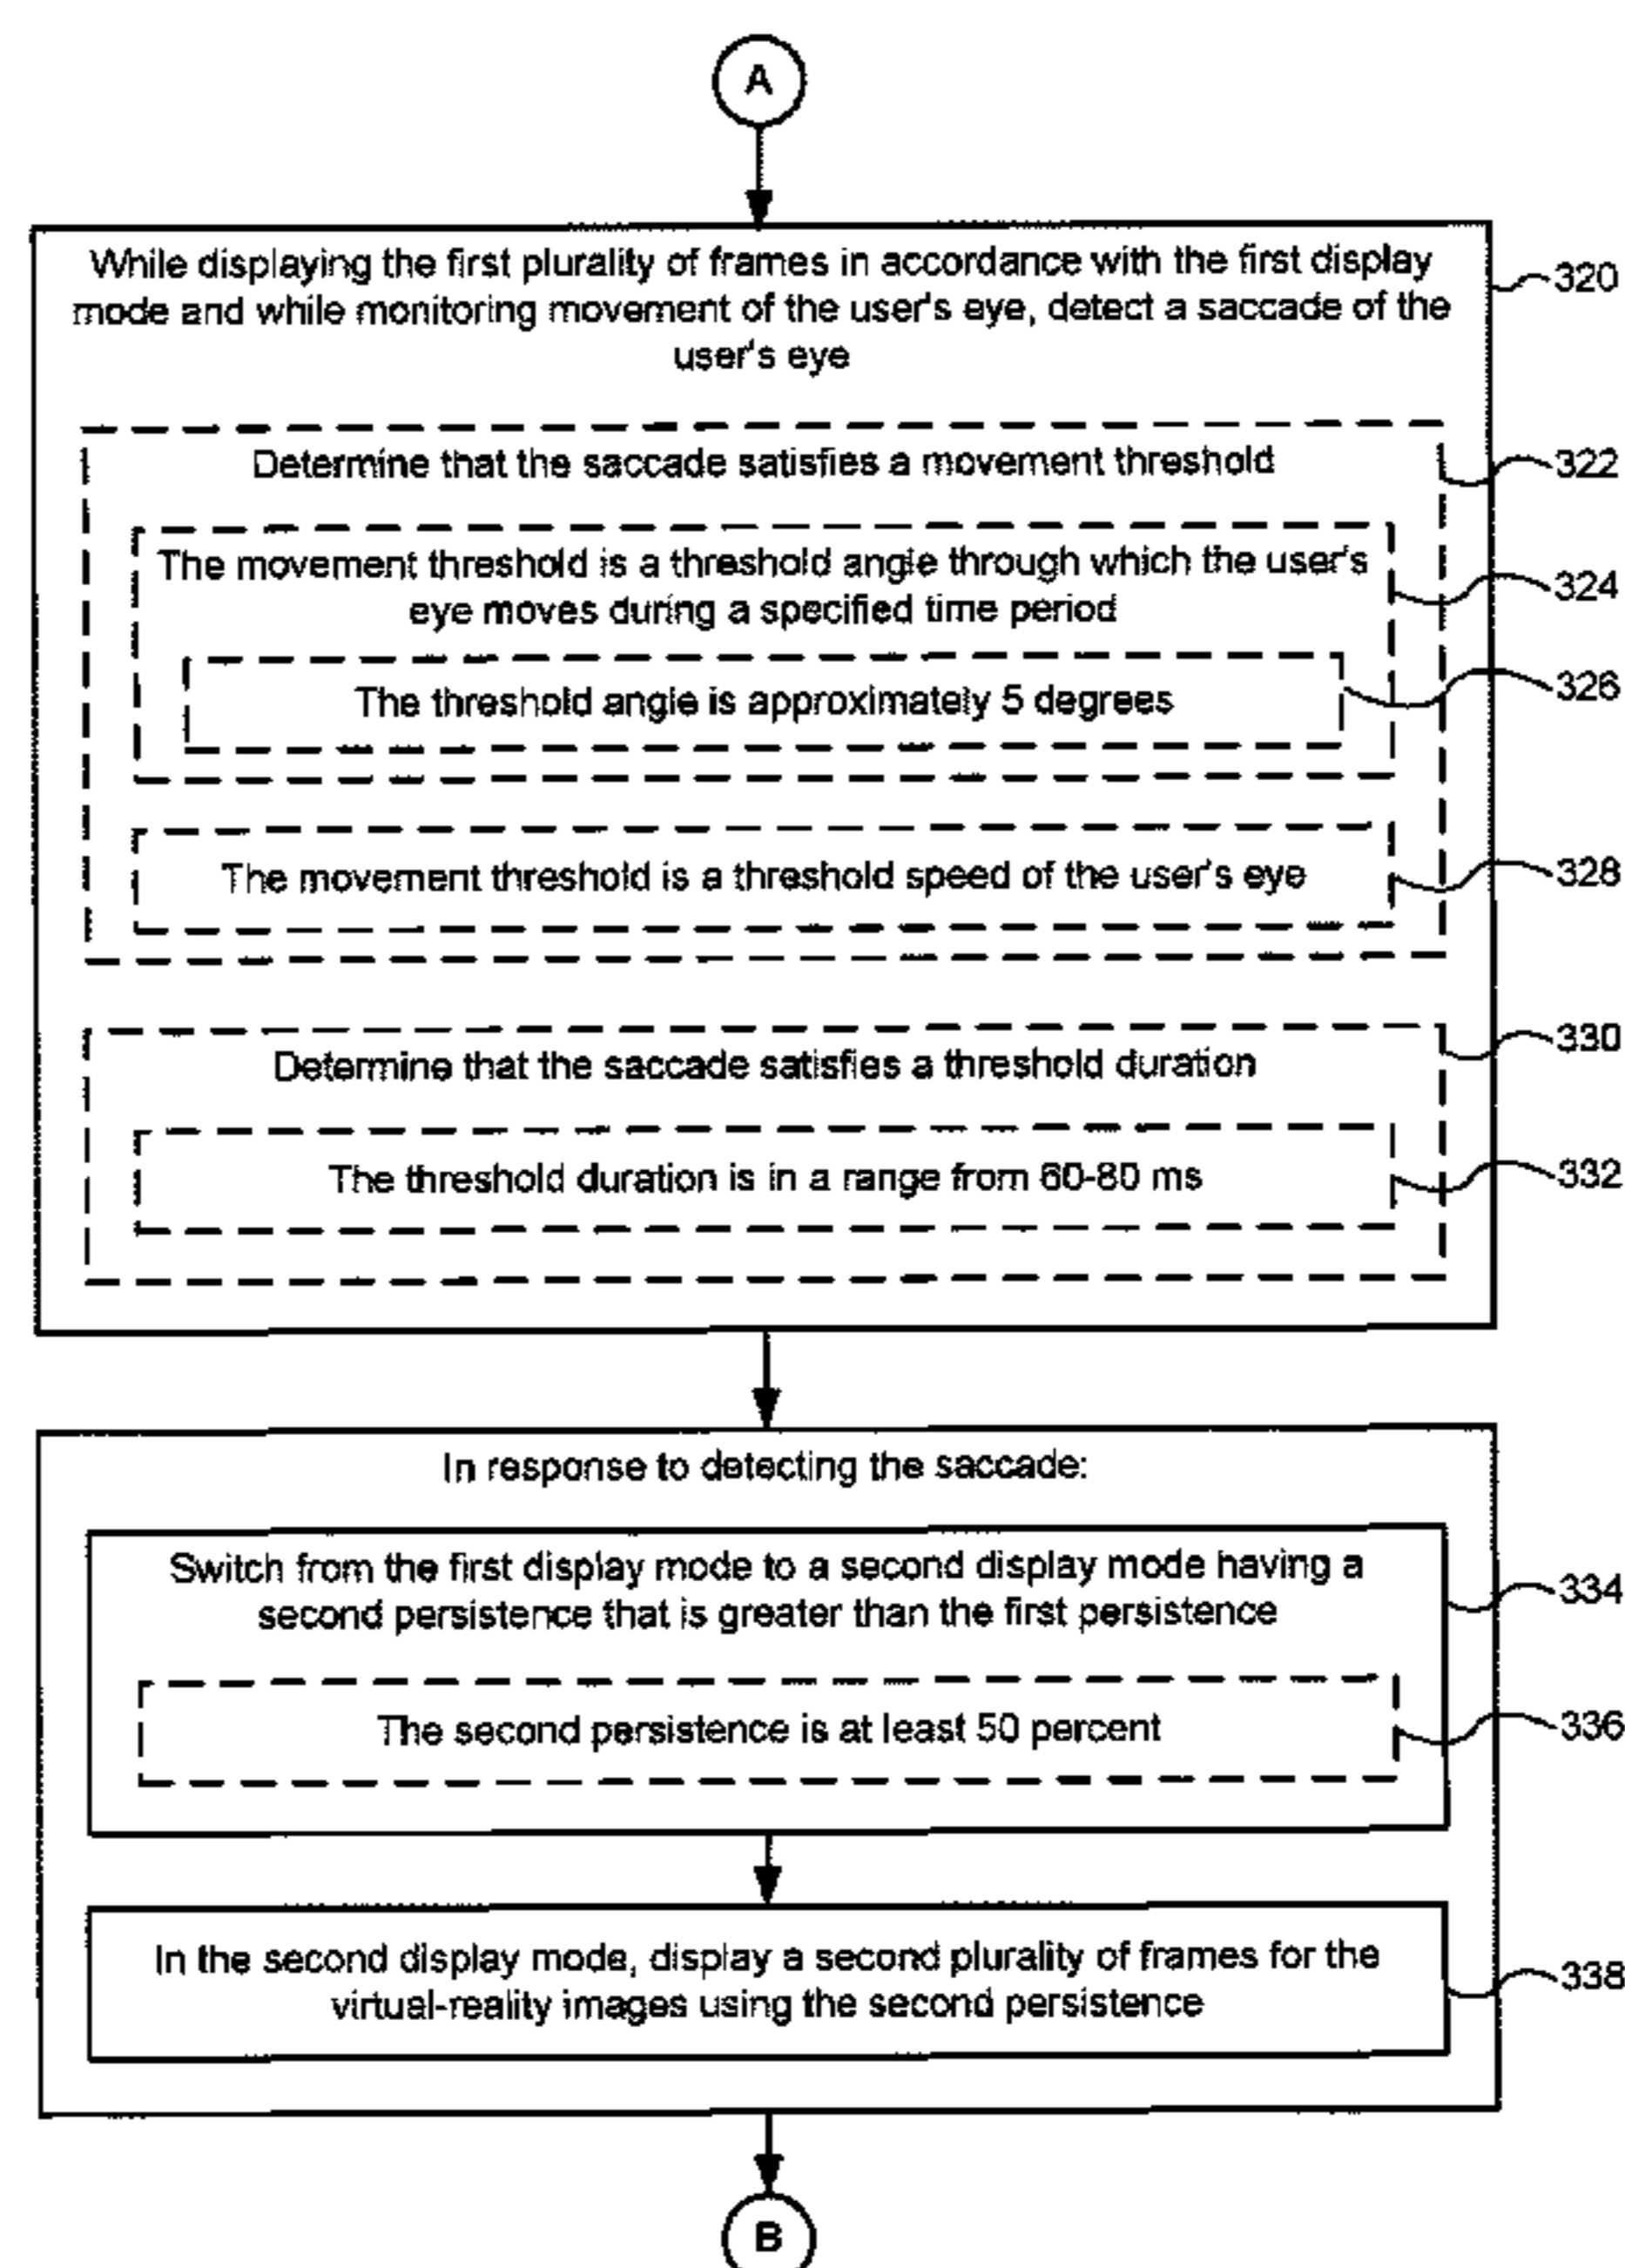 A
While displaying the first plurality of frames in accordance with the first display
mode and while monitoring movement of the user's eye, detect a saccade of the
user's eye
320
Determine that the saccade satisfies a movement threshold
322
The movement threshold is a threshold angle through which the user's
eye moves during a specified time period
324
The threshold angle is approximately 5 degrees
326
The movement threshold is a threshold speed of the user's eye
328
Determine that the saccade satisfies a threshold duration
330
The threshold duration is in a range from 60-80 ms
332
In response to detecting the saccade:
Switch from the first display mode to a second display mode having a
second persistence that is greater than the first persistence
334
The second persistence is at least 50 percent
336
In the second display mode, display a second plurality of frames for the
virtual-reality images using the second persistence
338
B